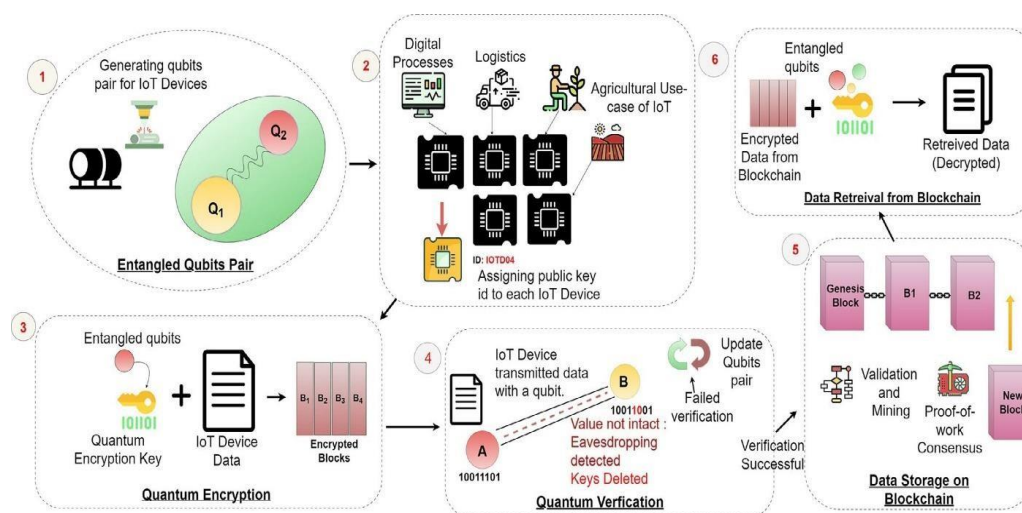 1
Generating qubits
pair for IoT Devices
Q2
Q1
Entangled Qubits Pair
2
Digital
Processes
Logistics
Agricultural Use-
case of IoT
ID: IOTD04
Assigning public key
id to each IoT Device
3
Entangled qubits
101101
Quantum
Encryption Key
IoT Device
Data
B1 B2 B3 B4
Encrypted
Blocks
Quantum Encryption
4
IoT Device
transmitted data
with a qubit.
A
10011101
B
10011001
Value not intact :
Eavesdropping
detected
Keys Deleted
Update
Qubits
pair
Failed
verification
Quantum Verfication
Verification
Successful
5
Genesis
Block
B1
B2
Validation
and
Mining
Proof-of-
work
Consensus
New
Block
Data Storage on
Blockchain
6
Entangled
qubits
101101
Encrypted
Data from
Blockchain
Retreived Data
(Decrypted)
Data Retreival from Blockchain